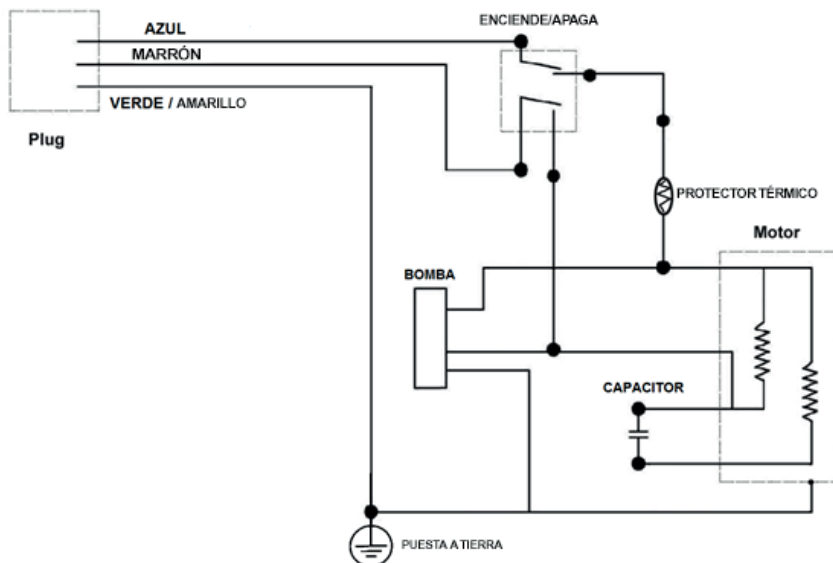 ENCIENDE/APAGA
AZUL
MARRÓN
VERDE / AMARILLO
Plug
PROTECTOR TÉRMICO
Motor
BOMBA
CAPACITOR
PUESTA A TIERRA